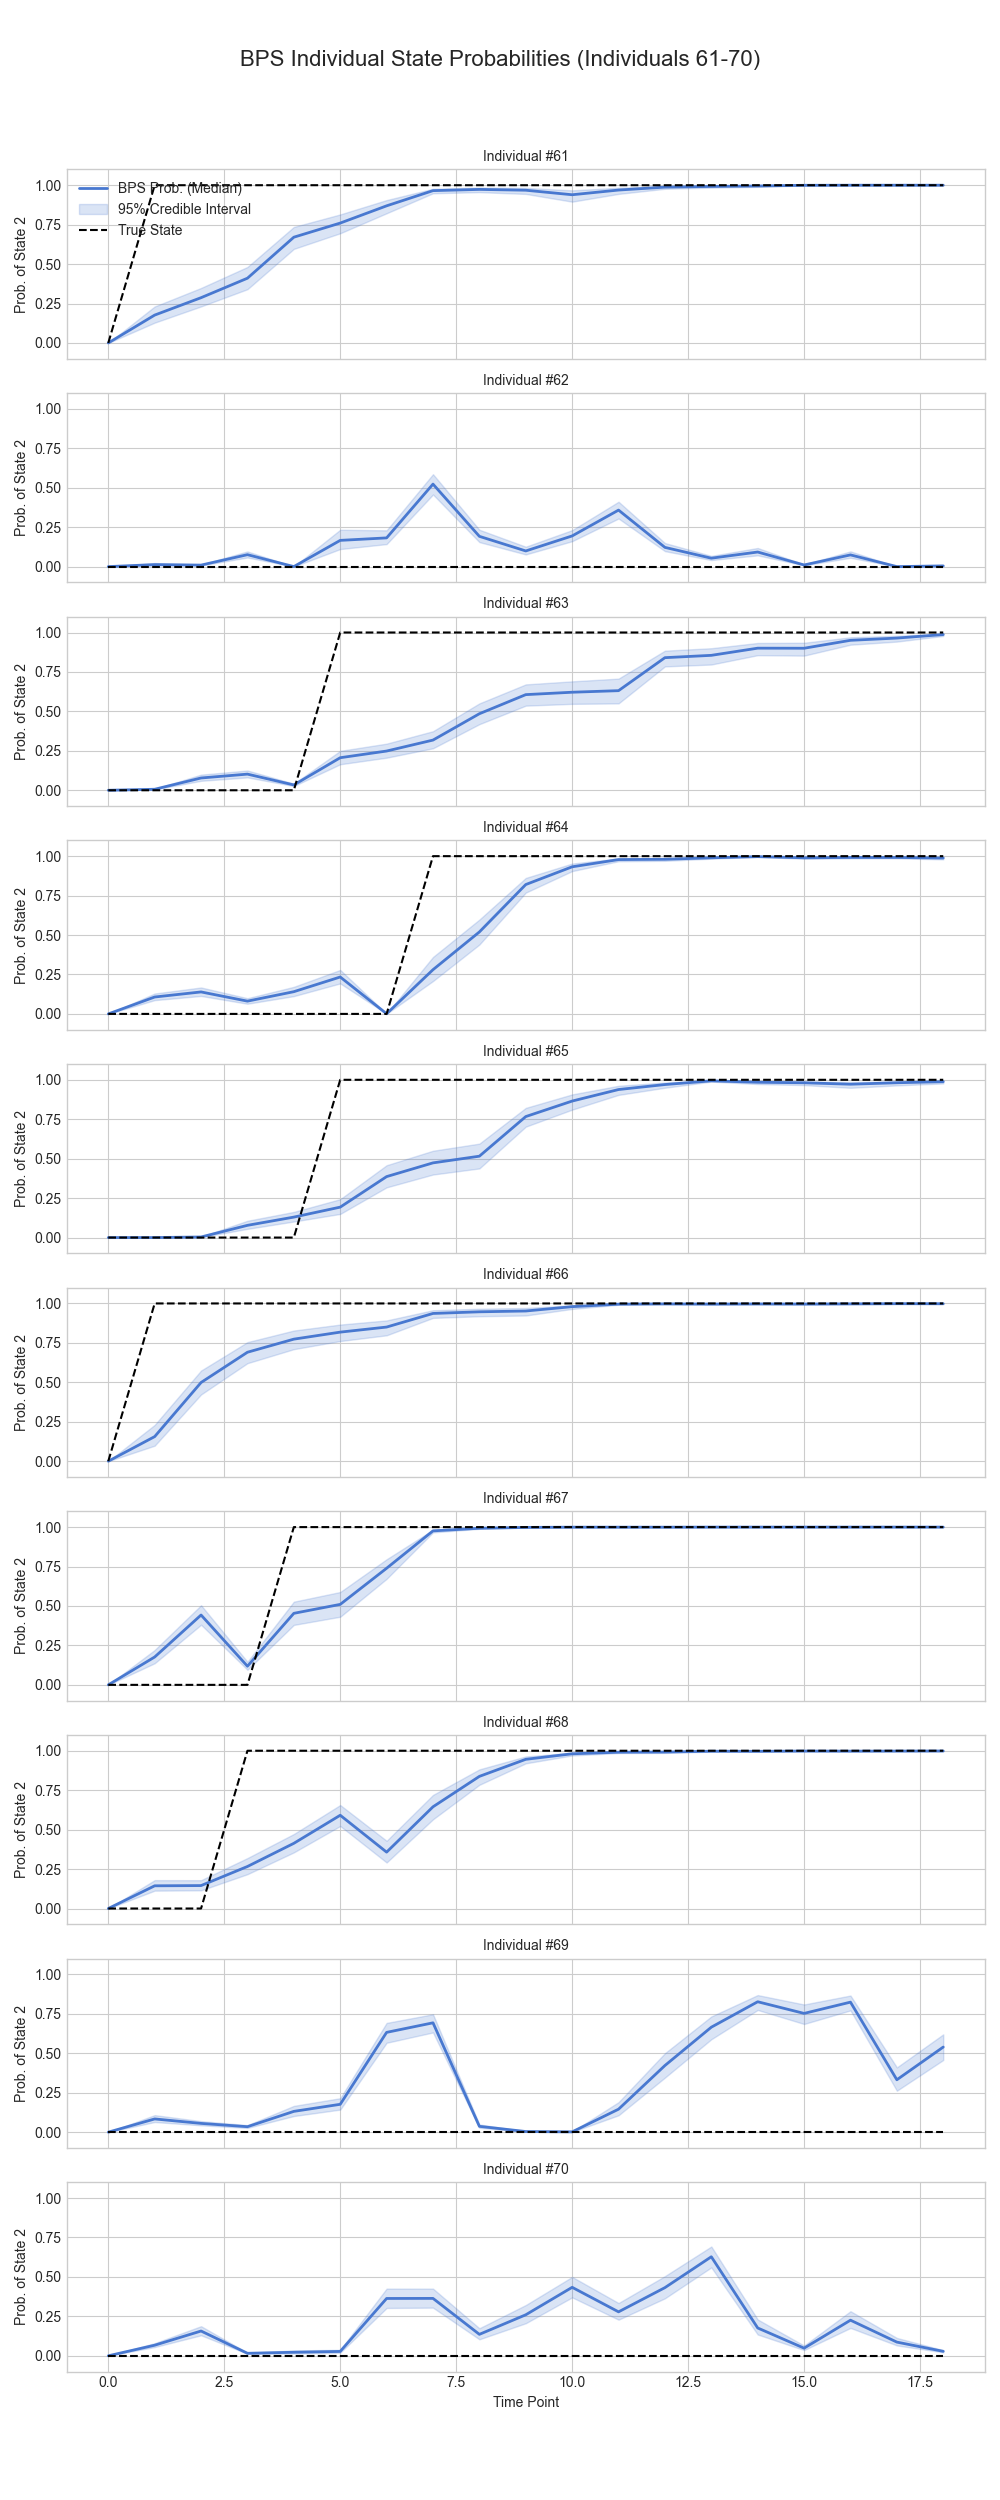 BPS Individual State Probabilities (Individuals 61-70)
Individual #61
BPS Prob. (Median)
95% Credible Interval
True State
Prob. of State 2
1.00
0.75
0.50
0.25
0.00
Individual #62
Prob. of State 2
1.00
0.75
0.50
0.25
0.00
Individual #63
Prob. of State 2
1.00
0.75
0.50
0.25
0.00
Individual #64
Prob. of State 2
1.00
0.75
0.50
0.25
0.00
Individual #65
Prob. of State 2
1.00
0.75
0.50
0.25
0.00
Individual #66
Prob. of State 2
1.00
0.75
0.50
0.25
0.00
Individual #67
Prob. of State 2
1.00
0.75
0.50
0.25
0.00
Individual #68
Prob. of State 2
1.00
0.75
0.50
0.25
0.00
Individual #69
Prob. of State 2
1.00
0.75
0.50
0.25
0.00
Individual #70
Prob. of State 2
1.00
0.75
0.50
0.25
0.00
0.0 2.5 5.0 7.5 10.0 12.5 15.0 17.5
Time Point